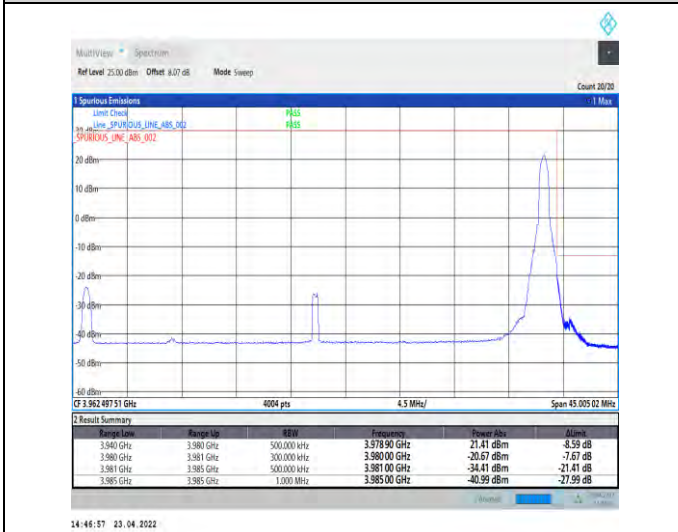 MultiView Spectrum
Ref Level 25.00 dBm Offset 8.07 dB Mode Sweep
Count 20/20
1 Spurious Emissions 1 Max
Limit Check PASS
Line _SPURIOUS_LINE_ABS_002 PASS
30 dBm
SPURIOUS_LINE_ABS_002
20 dBm
10 dBm
0 dBm
-10 dBm
-20 dBm
-30 dBm
-40 dBm
-50 dBm
-60 dBm
CF 3.962 497 51 GHz 4004 pts 4.5 MHz/ Span 45.005 02 MHz
2 Result Summary
Range Low Range Up RBW Frequency Power Abs ΔLimit
3.940 GHz 3.980 GHz 500.000 kHz 3.978 90 GHz 21.41 dBm -8.59 dB
3.980 GHz 3.981 GHz 300.000 kHz 3.980 00 GHz -20.67 dBm -7.67 dB
3.981 GHz 3.985 GHz 500.000 kHz 3.981 00 GHz -34.41 dBm -21.41 dB
3.985 GHz 3.985 GHz 1.000 MHz 3.985 00 GHz -40.99 dBm -27.99 dB
14:46:57 23.04.2022